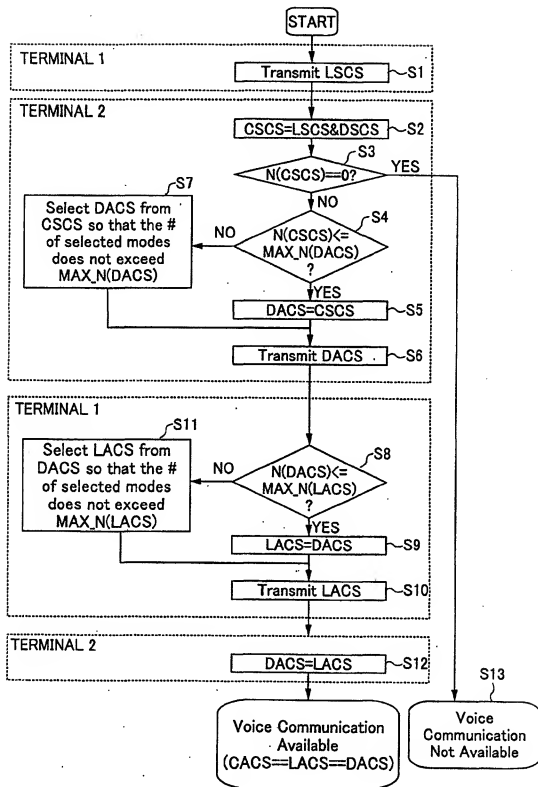 START
TERMINAL 1
Transmit LSCS
S1
TERMINAL 2
CSCS=LSCS&DSCS
S2
S3
N(CSCS)==0?
YES
NO
S7
Select DACS from
CSCS so that the #
of selected modes
does not exceed
MAX_N(DACS)
NO
S4
N(CSCS)<=
MAX_N(DACS)
?
YES
DACS=CSCS
S5
Transmit DACS
S6
TERMINAL 1
S11
Select LACS from
DACS so that the #
of selected modes
does not exceed
MAX_N(LACS)
NO
S8
N(DACS)<=
MAX_N(LACS)
?
YES
LACS=DACS
S9
Transmit LACS
S10
TERMINAL 2
DACS=LACS
S12
Voice Communication
Available
(CACS==LACS==DACS)
S13
Voice
Communication
Not Available